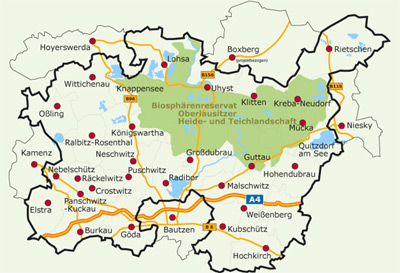 Hoyerswerda
Lohsa
Boxberg
(projektbezogen)
Rietschen
Wittichenau
Knappensee
B156
Uhyst
B115
B96
Klitten
Kreba-Neudorf
Biosphärenreservat
Oberlausitzer
Heide- und Teichlandschaft
Oßling
Königswartha
Mücka
Niesky
Ralbitz-Rosenthal
Quitzdorf
am See
Kamenz
Neschwitz
Großdubrau
Guttau
Nebelschütz
Puschwitz
Hohendubrau
Räckelwitz
Radibor
Crostwitz
Malschwitz
Panschwitz
-Kuckau
A4
Elstra
Weißenberg
Burkau
Göda
Bautzen
B 6
Kubschütz
Hochkirch